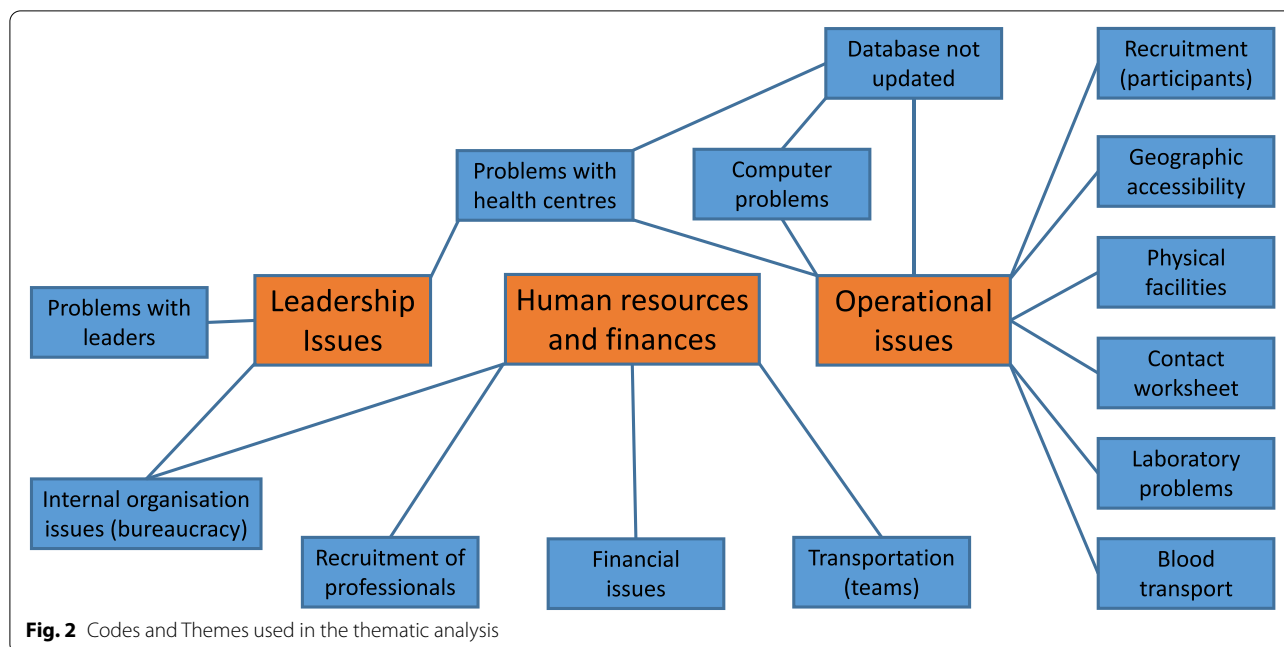 Database not
updated
Recruitment
(participants)
Problems with
health centres
Computer
problems
Geographic
accessibility
Physical
facilities
Problems with
leaders
Leadership
Issues
Human resources
and finances
Operational
issues
Contact
worksheet
Laboratory
problems
Internal organisation
issues (bureaucracy)
Recruitment of
professionals
Financial
issues
Transportation
(teams)
Blood
transport
Fig. 2 Codes and Themes used in the thematic analysis